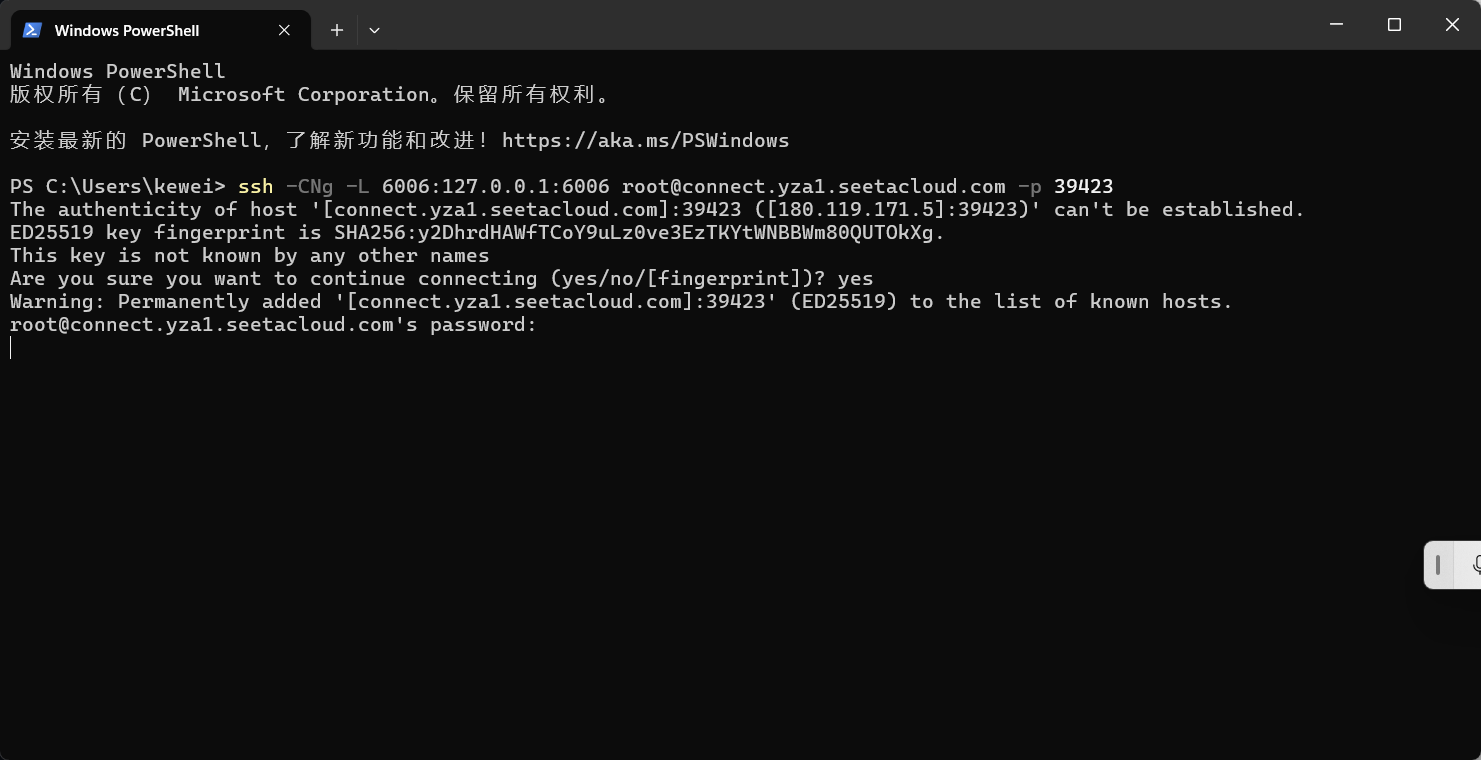 Windows PowerShell
Windows PowerShell
版权所有（C） Microsoft Corporation。保留所有权利。
安装最新的 PowerShell，了解新功能和改进！https://aka.ms/PSWindows
PS C:\Users\kewei> ssh -CNg -L 6006:127.0.0.1:6006 root@connect.yza1.seetacloud.com -p 39423
The authenticity of host '[connect.yza1.seetacloud.com]:39423 ([180.119.171.5]:39423)' can't be established.
ED25519 key fingerprint is SHA256:y2DhrdHAWfTCoY9uLz0ve3EzTKYtWNBBWm80QUTOkXg.
This key is not known by any other names
Are you sure you want to continue connecting (yes/no/[fingerprint])? yes
Warning: Permanently added '[connect.yza1.seetacloud.com]:39423' (ED25519) to the list of known hosts.
root@connect.yza1.seetacloud.com's password: